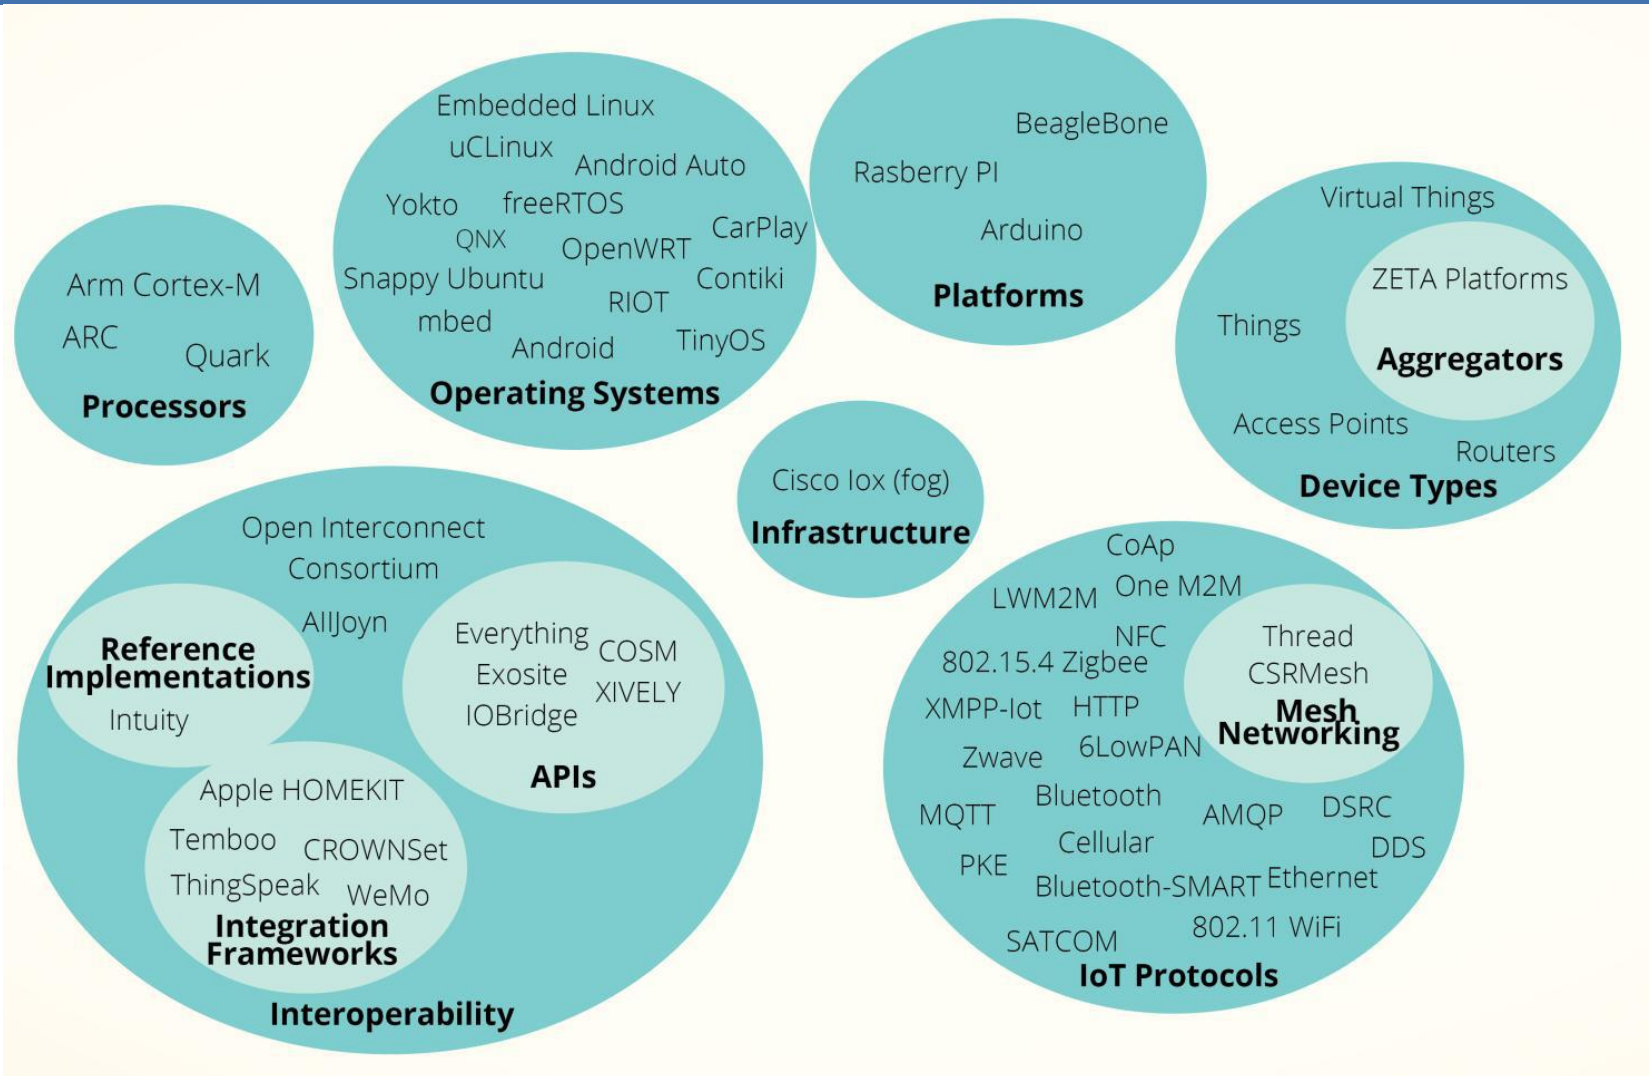 Arm Cortex-M
ARC
Quark
Processors
Embedded Linux
uCLinux
Android Auto
Yokto
freeRTOS
CarPlay
QNX
OpenWRT
Snappy Ubuntu
Contiki
RIOT
mbed
TinyOS
Android
Operating Systems
BeagleBone
Rasberry PI
Arduino
Platforms
Virtual Things
ZETA Platforms
Things
Aggregators
Access Points
Routers
Device Types
Cisco Iox (fog)
Infrastructure
Open Interconnect
Consortium
AllJoyn
Reference
Implementations
Intuity
Everything
COSM
Exosite
XIVELY
IOBridge
APIs
Apple HOMEKIT
Temboo
CROWNSet
ThingSpeak
WeMo
Integration
Frameworks
Interoperability
CoAp
One M2M
LWM2M
NFC
802.15.4 Zigbee
Thread
CSRMesh
Mesh
Networking
XMPP-Iot
HTTP
6LowPAN
Zwave
Bluetooth
MQTT
AMQP
DSRC
Cellular
DDS
PKE
Bluetooth-SMART
Ethernet
802.11 WiFi
SATCOM
IoT Protocols